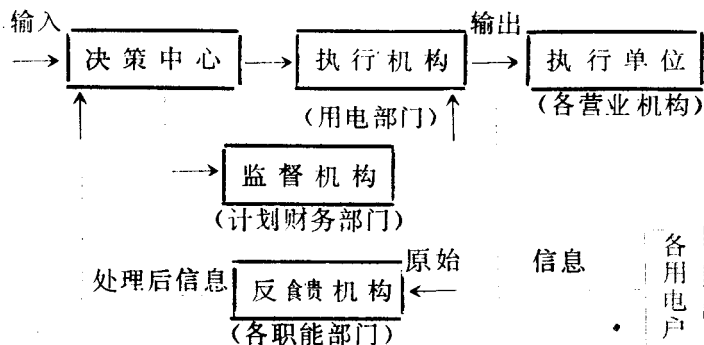 输入
决策中心
执行机构
输出
执行单位
(用电部门)
(各营业机构)
监督机构
(计划财务部门)
处理后信息
反食贵机构
原始
信息
(各职能部门)
各用电户